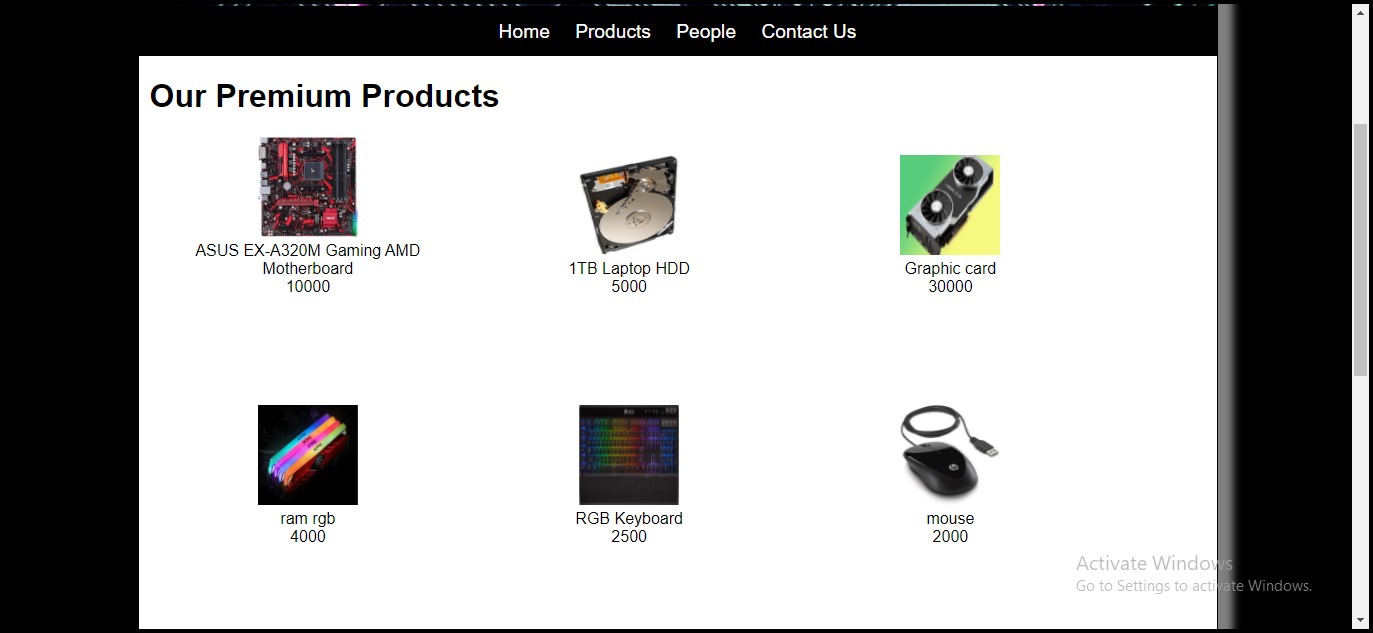 Home Products People Contact Us
Our Premium Products
ASUS EX-A320M Gaming AMD
Motherboard
10000
1TB Laptop HDD
5000
Graphic card
30000
ram rgb
4000
RGB Keyboard
2500
mouse
2000
Activate Windows
Go to Settings to activate Windows.